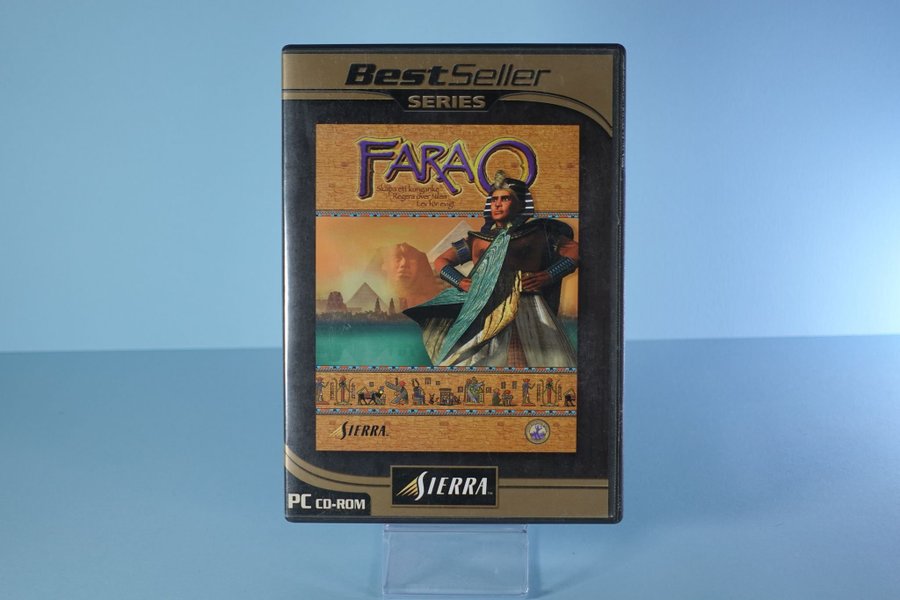 BestSeller
SERIES
FARAO
Skapa ett kungarike
Regera över Nilen
Lev för evigt
SIERRA
SIERRA
PC CD-ROM